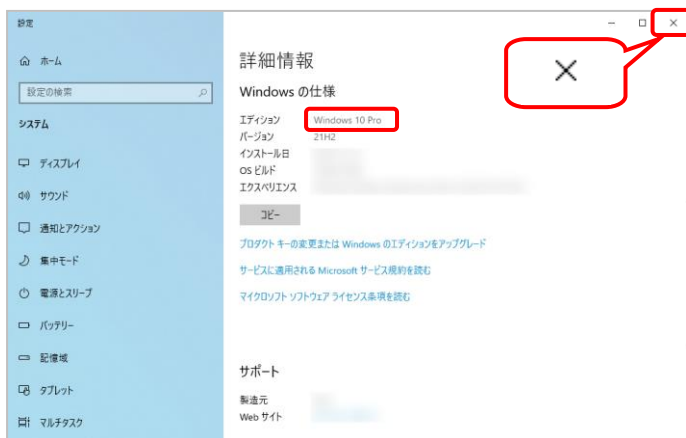 設定
ホーム
設定の検索
システム
ディスプレイ
サウンド
通知とアクション
集中モード
電源とスリープ
バッテリー
記憶域
タブレット
マルチタスク
詳細情報
Windows の仕様
エディション Windows 10 Pro
バージョン 21H2
インストール日
OS ビルド
エクスペリエンス
コピー
プロダクト キーの変更または Windows のエディションをアップグレード
サービスに適用される Microsoft サービス規約を読む
マイクロソフト ソフトウェア ライセンス条項を読む
サポート
製造元
Web サイト